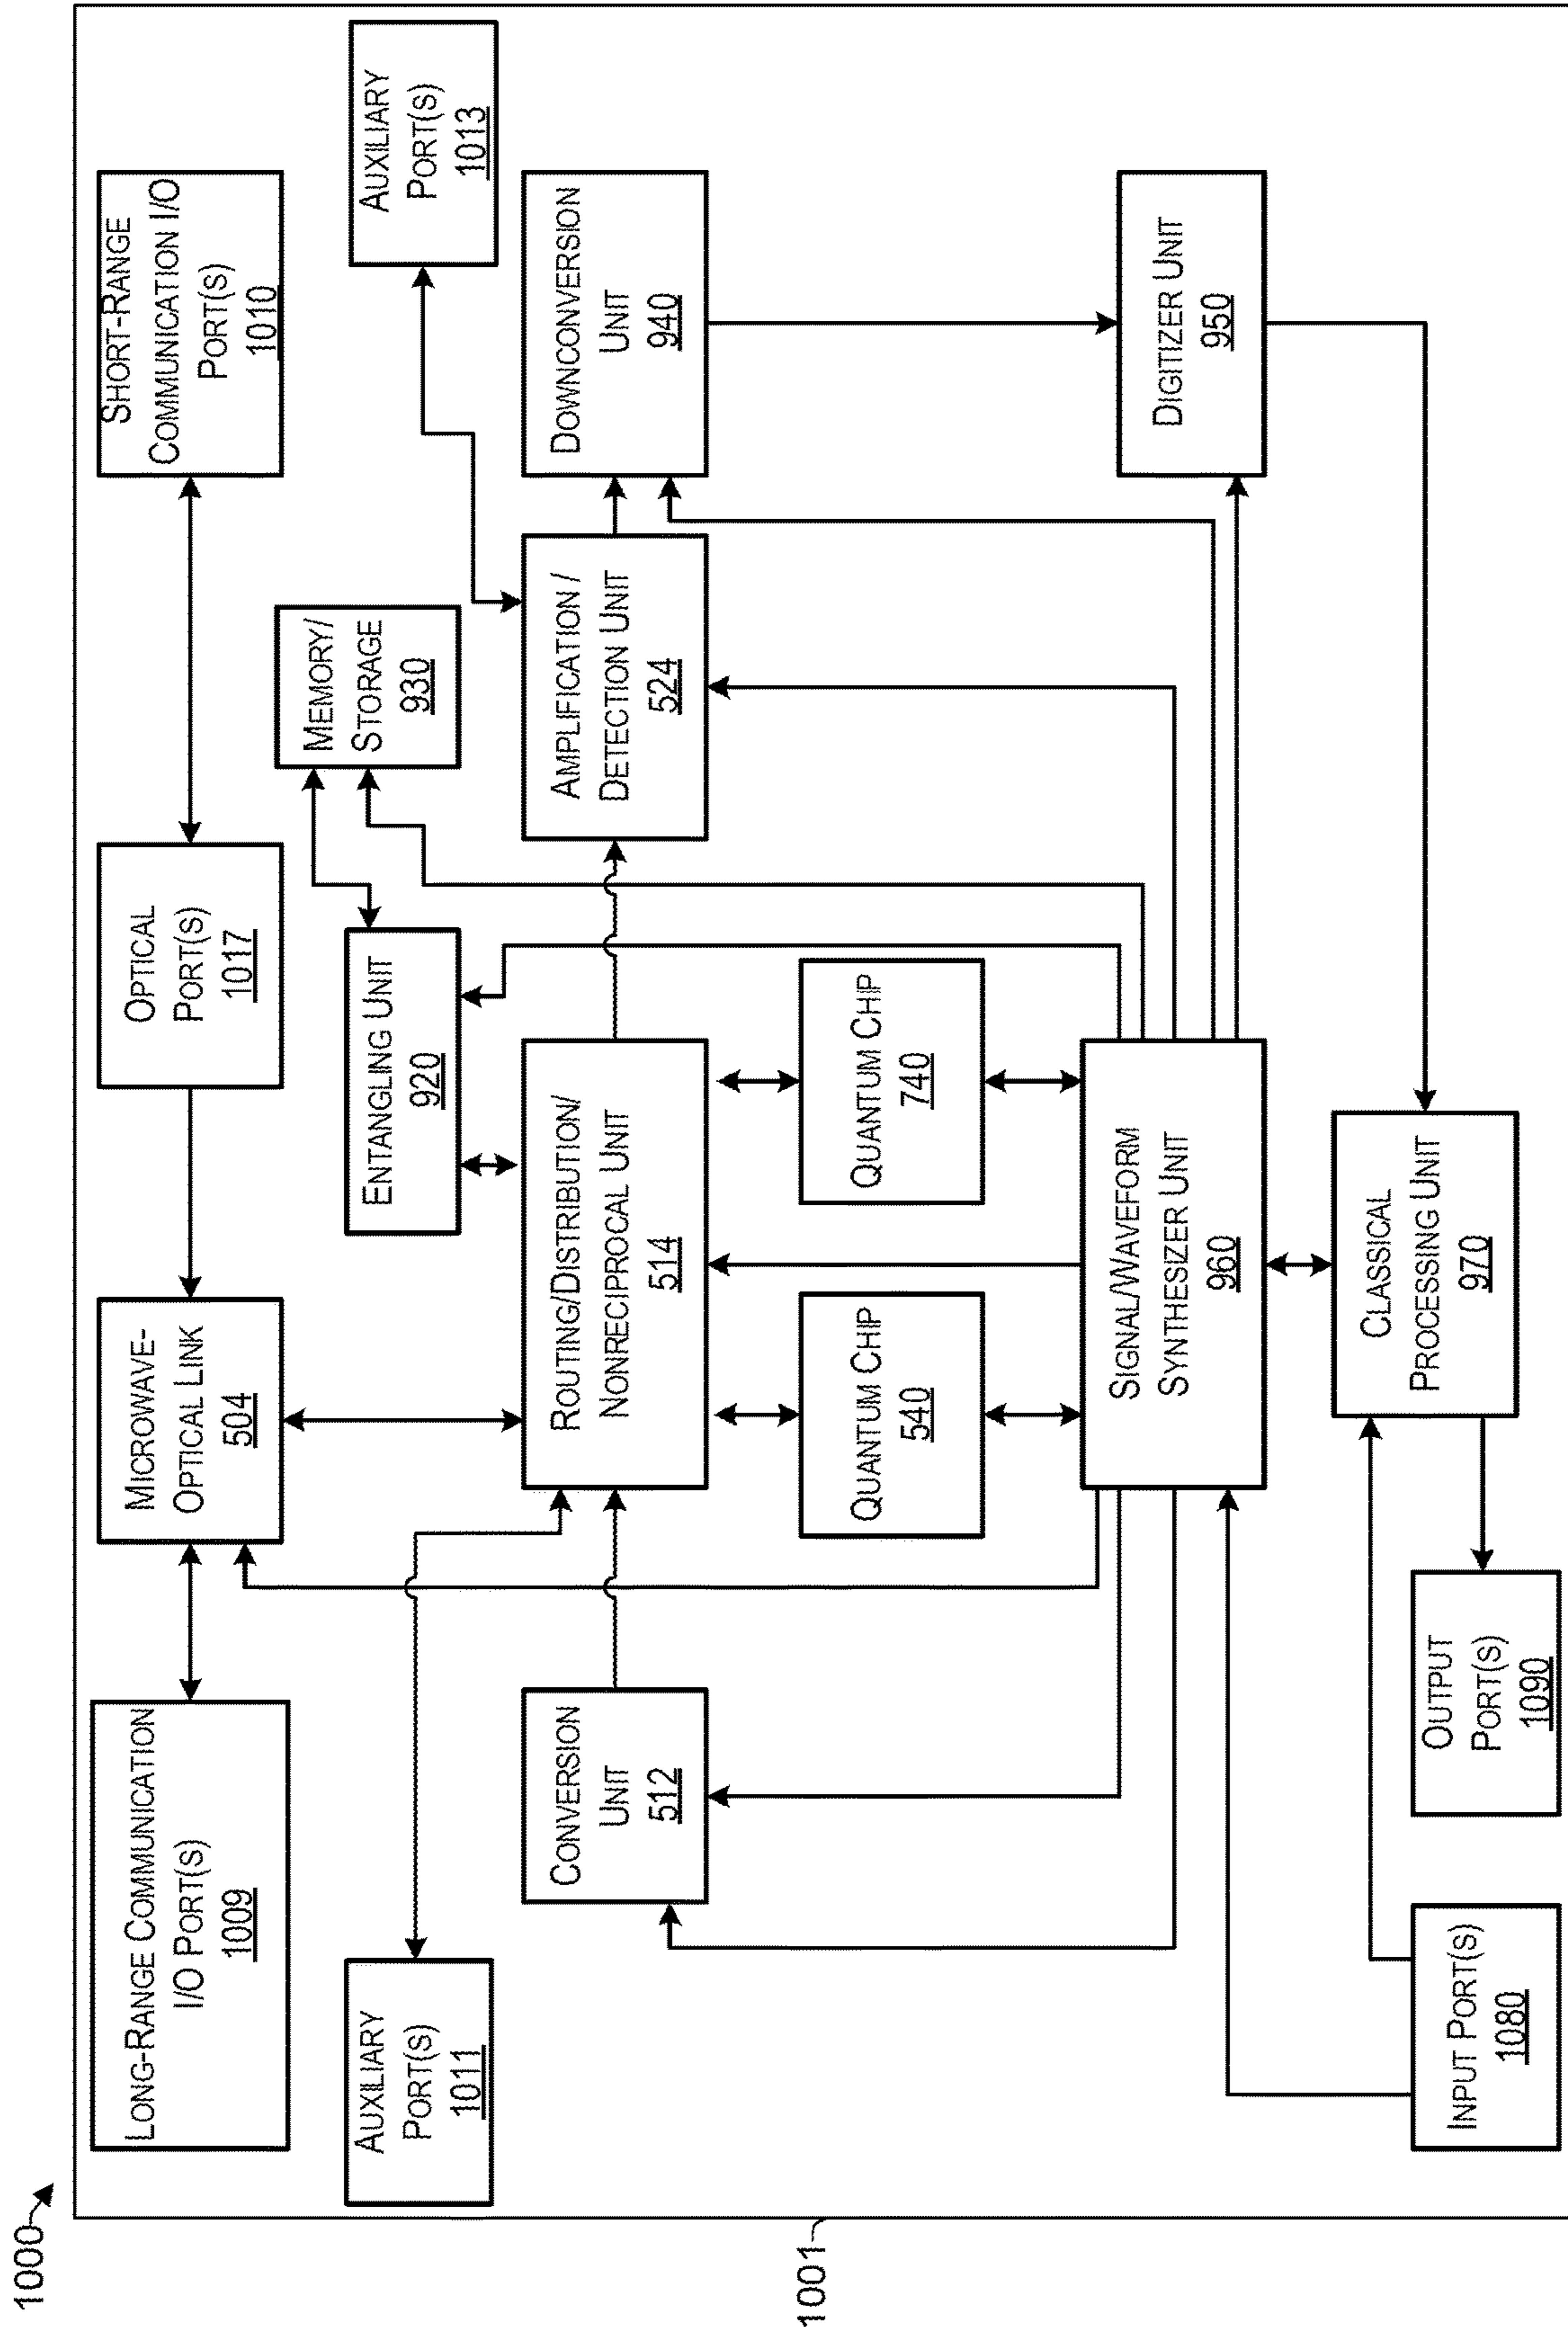 1000
1001
LONG-RANGE COMMUNICATION
I/O PORT(S)
1009
MICROWAVE-
OPTICAL LINK
504
OPTICAL
PORT(S)
1017
SHORT-RANGE
COMMUNICATION I/O
PORT(S)
1010
AUXILIARY
PORT(S)
1011
ENTANGLING UNIT
920
MEMORY/
STORAGE
930
AUXILIARY
PORT(S)
1013
CONVERSION
UNIT
512
ROUTING/DISTRIBUTION/
NONRECIPROCAL UNIT
514
AMPLIFICATION /
DETECTION UNIT
524
DOWNCONVERSION
UNIT
940
QUANTUM CHIP
540
QUANTUM CHIP
740
SIGNAL/WAVEFORM
SYNTHESIZER UNIT
960
DIGITIZER UNIT
950
CLASSICAL
PROCESSING UNIT
970
INPUT PORT(S)
1080
OUTPUT
PORT(S)
1090